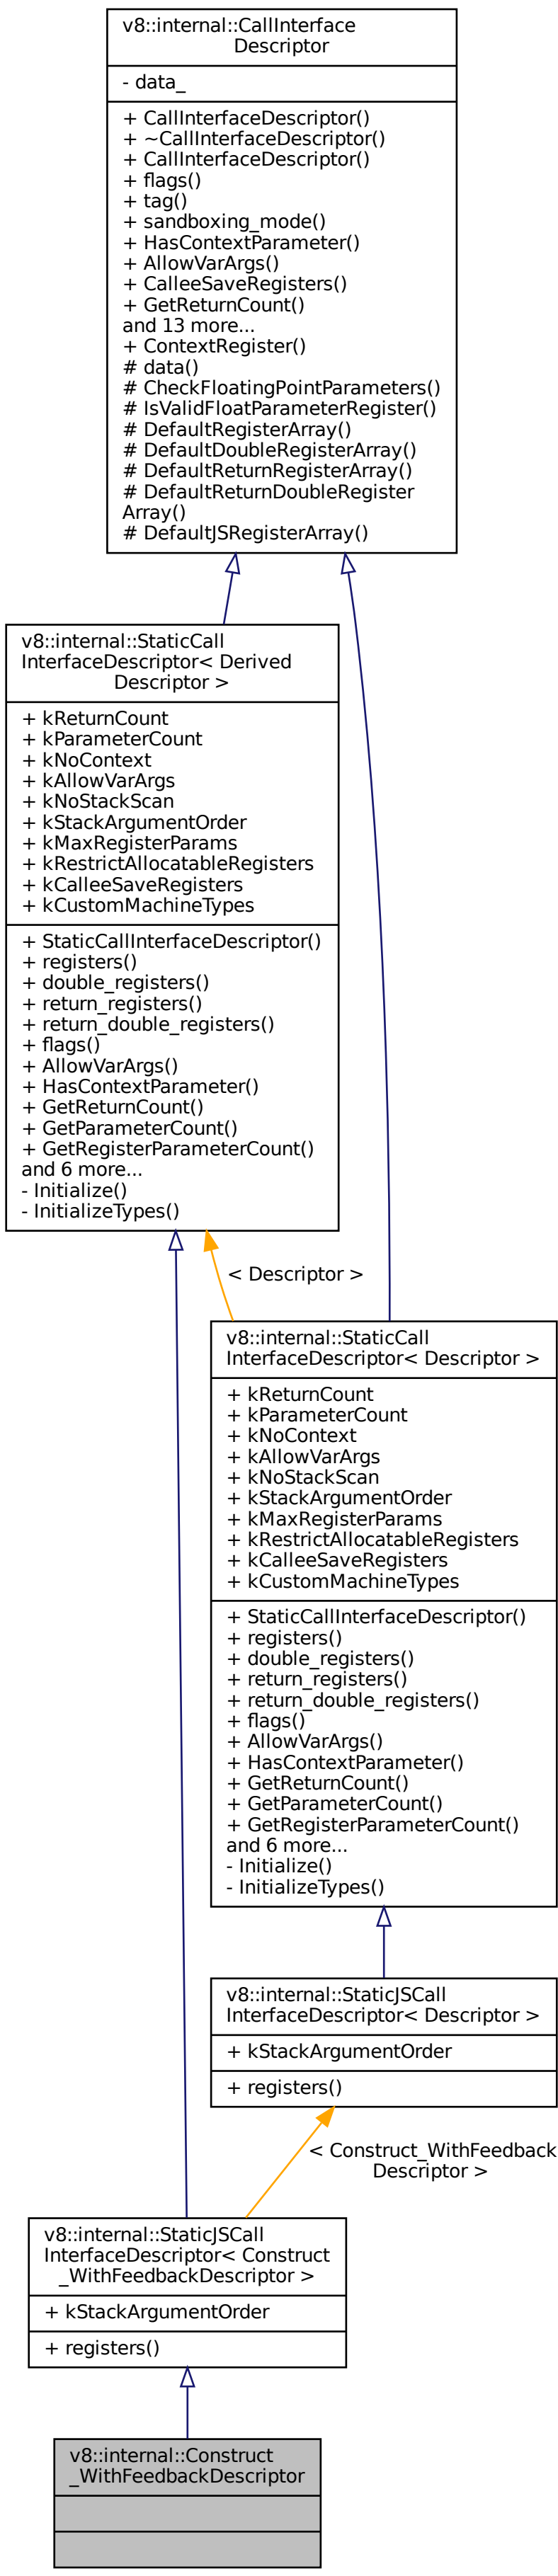 v8::internal::CallInterface
Descriptor
- data_
+ CallInterfaceDescriptor()
+ ~CallInterfaceDescriptor()
+ CallInterfaceDescriptor()
+ flags()
+ tag()
+ sandboxing_mode()
+ HasContextParameter()
+ AllowVarArgs()
+ CalleeSaveRegisters()
+ GetReturnCount()
and 13 more...
+ ContextRegister()
# data()
# CheckFloatingPointParameters()
# IsValidFloatParameterRegister()
# DefaultRegisterArray()
# DefaultDoubleRegisterArray()
# DefaultReturnRegisterArray()
# DefaultReturnDoubleRegister
Array()
# DefaultJSRegisterArray()
v8::internal::StaticCall
InterfaceDescriptor< Derived
Descriptor >
+ kReturnCount
+ kParameterCount
+ kNoContext
+ kAllowVarArgs
+ kNoStackScan
+ kStackArgumentOrder
+ kMaxRegisterParams
+ kRestrictAllocatableRegisters
+ kCalleeSaveRegisters
+ kCustomMachineTypes
+ StaticCallInterfaceDescriptor()
+ registers()
+ double_registers()
+ return_registers()
+ return_double_registers()
+ flags()
+ AllowVarArgs()
+ HasContextParameter()
+ GetReturnCount()
+ GetParameterCount()
+ GetRegisterParameterCount()
and 6 more...
- Initialize()
- InitializeTypes()
< Descriptor >
v8::internal::StaticCall
InterfaceDescriptor< Descriptor >
+ kReturnCount
+ kParameterCount
+ kNoContext
+ kAllowVarArgs
+ kNoStackScan
+ kStackArgumentOrder
+ kMaxRegisterParams
+ kRestrictAllocatableRegisters
+ kCalleeSaveRegisters
+ kCustomMachineTypes
+ StaticCallInterfaceDescriptor()
+ registers()
+ double_registers()
+ return_registers()
+ return_double_registers()
+ flags()
+ AllowVarArgs()
+ HasContextParameter()
+ GetReturnCount()
+ GetParameterCount()
+ GetRegisterParameterCount()
and 6 more...
- Initialize()
- InitializeTypes()
v8::internal::StaticJSCall
InterfaceDescriptor< Descriptor >
+ kStackArgumentOrder
+ registers()
< Construct_WithFeedback
Descriptor >
v8::internal::StaticJSCall
InterfaceDescriptor< Construct
_WithFeedbackDescriptor >
+ kStackArgumentOrder
+ registers()
v8::internal::Construct
_WithFeedbackDescriptor